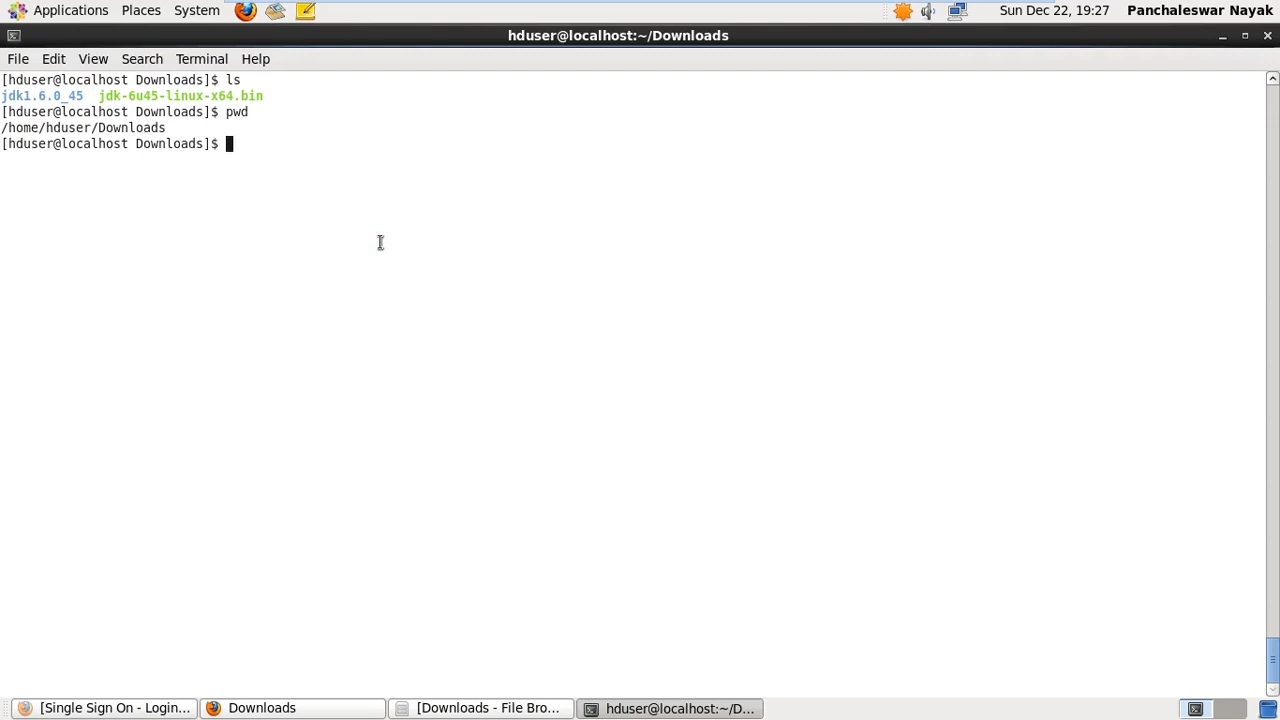 Applications Places System Sun Dec 22, 19:27 Panchaleswar Nayak
hduser@localhost:~/Downloads
File Edit View Search Terminal Help
[hduser@localhost Downloads]$ ls
jdk1.6.0_45 jdk-6u45-linux-x64.bin
[hduser@localhost Downloads]$ pwd
/home/hduser/Downloads
[hduser@localhost Downloads]$
[Single Sign On - Login... Downloads [Downloads - File Bro... hduser@localhost:~/D...